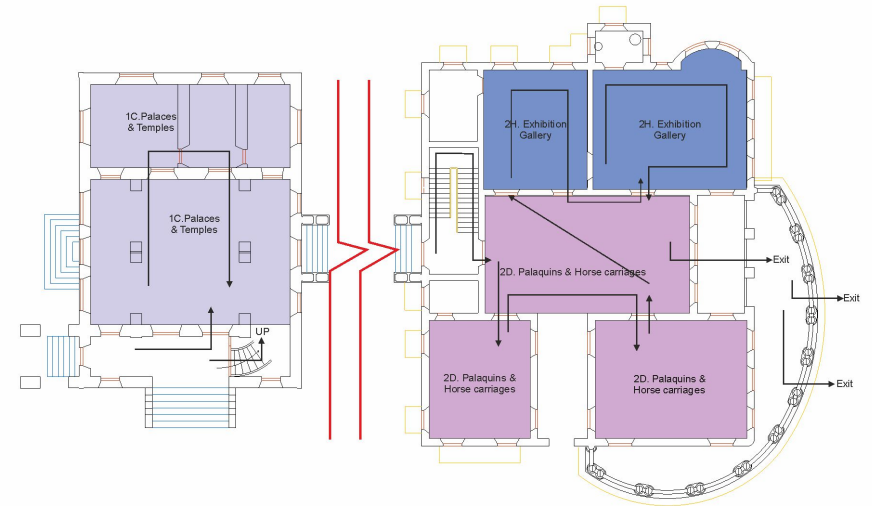 1C.Palaces
& Temples
1C.Palaces
& Temples
UP
2H. Exhibition
Gallery
2H. Exhibition
Gallery
2D. Palaquins & Horse carriages
Exit
Exit
2D. Palaquins &
Horse carriages
2D. Palaquins &
Horse carriages
Exit